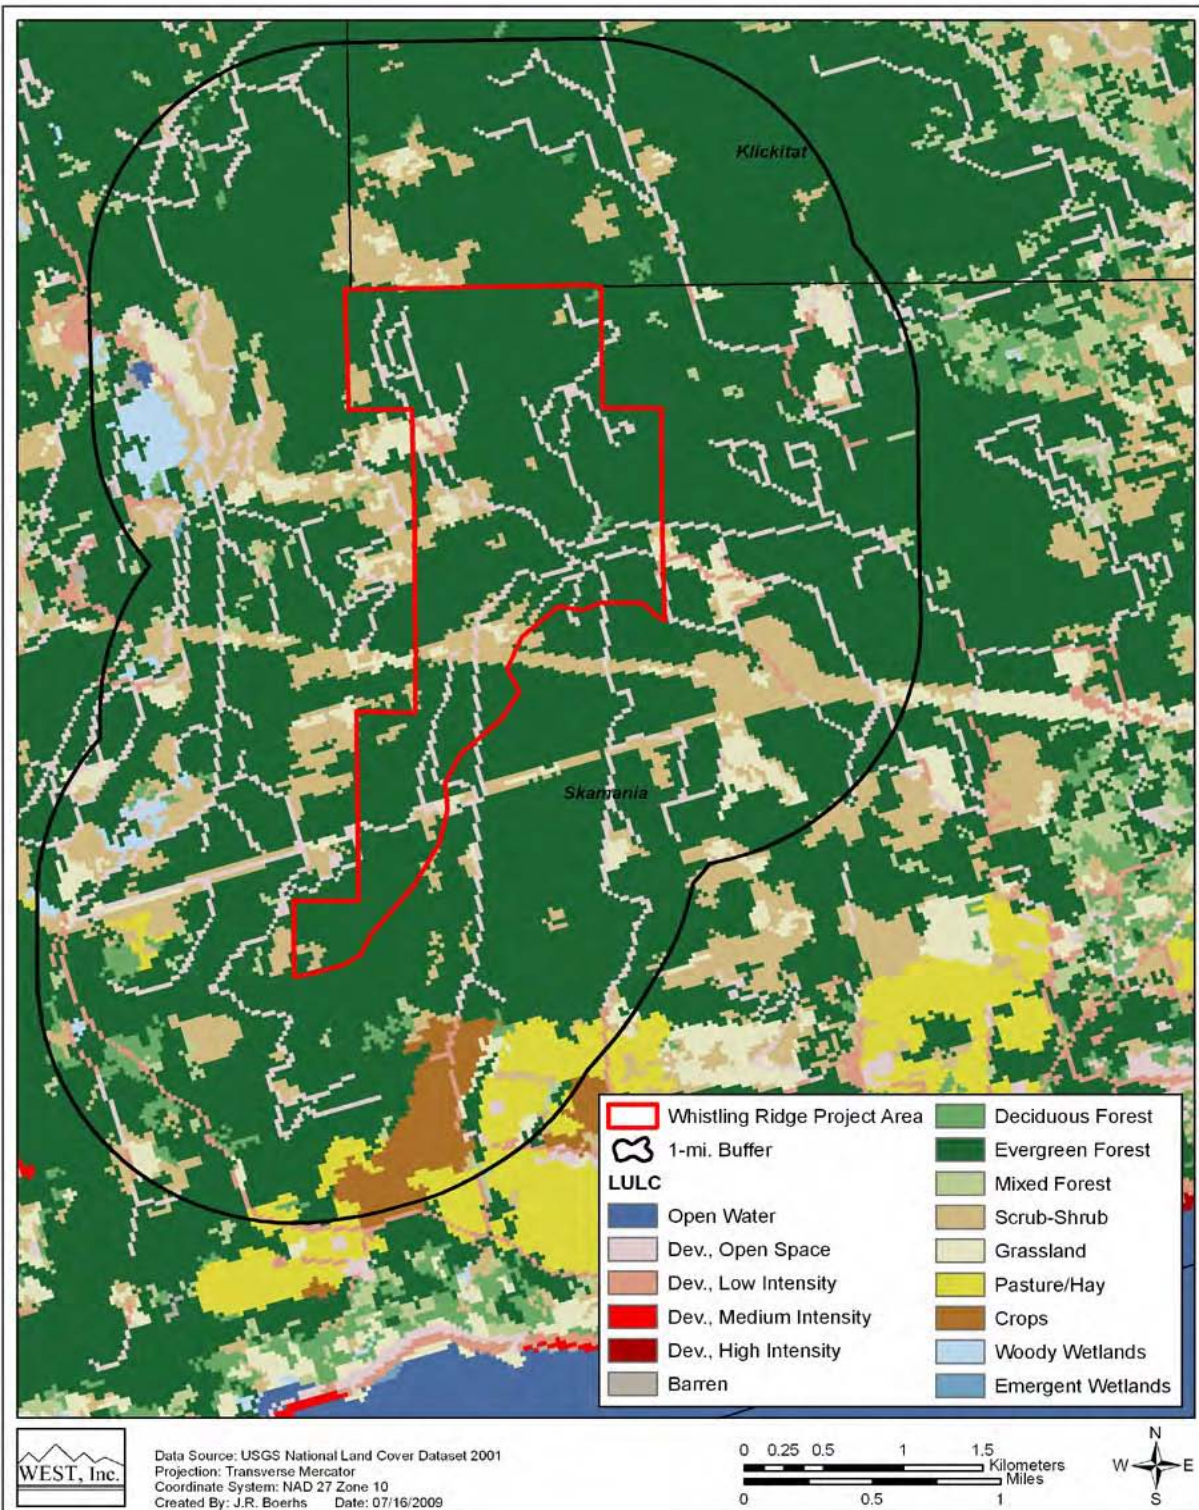 Klickitat
Skamania
Whistling Ridge Project Area
1-mi. Buffer
LULC
Open Water
Dev., Open Space
Dev., Low Intensity
Dev., Medium Intensity
Dev., High Intensity
Barren
Deciduous Forest
Evergreen Forest
Mixed Forest
Scrub-Shrub
Grassland
Pasture/Hay
Crops
Woody Wetlands
Emergent Wetlands
WEST, Inc.
Data Source: USGS National Land Cover Dataset 2001
Projection: Transverse Mercator
Coordinate System: NAD 27 Zone 10
Created By: J.R. Boerhs Date: 07/16/2009
0 0.25 0.5 1 1.5
Kilometers
Miles
0 0.5 1
N
W E
S